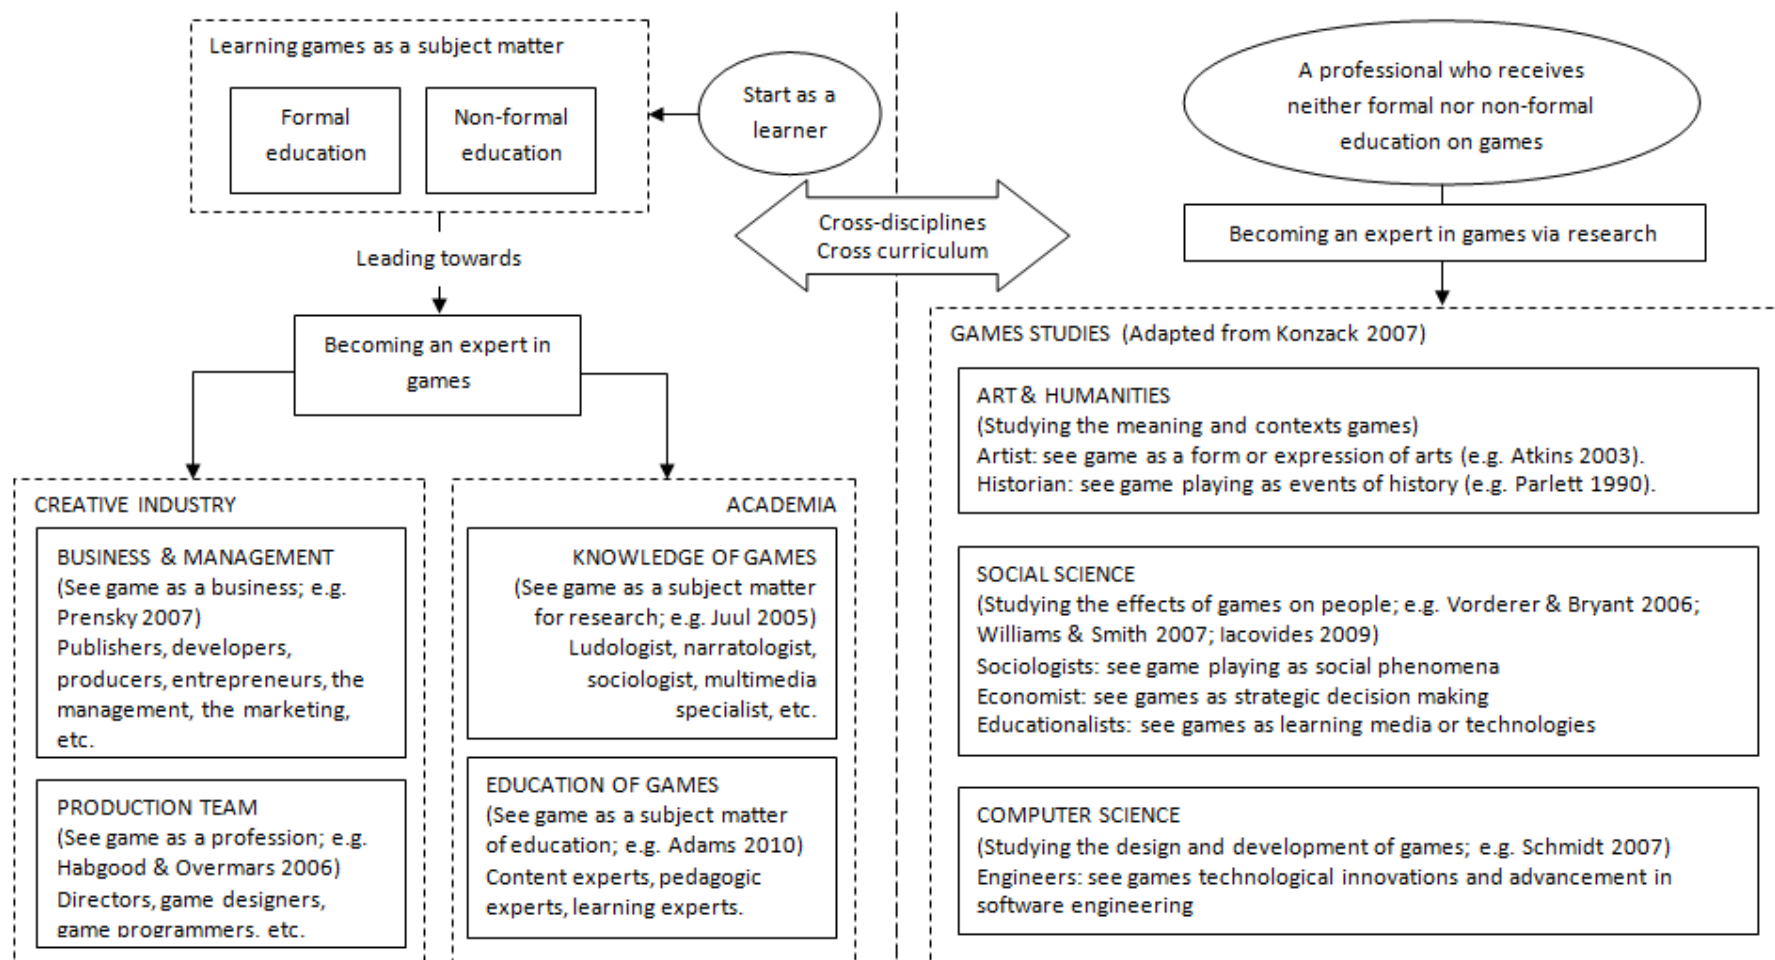 Learning games as a subject matter
Formal
education
Non-formal
education
Start as a
learner
Leading towards
Becoming an expert in
games
CREATIVE INDUSTRY
BUSINESS & MANAGEMENT
(See game as a business; e.g.
Prensky 2007)
Publishers, developers,
producers, entrepreneurs, the
management, the marketing,
etc.
PRODUCTION TEAM
(See game as a profession; e.g.
Habgood & Overmars 2006)
Directors, game designers,
game programmers, etc.
ACADEMIA
KNOWLEDGE OF GAMES
(See game as a subject matter
for research; e.g. Juul 2005)
Ludologist, narratologist,
sociologist, multimedia
specialist, etc.
EDUCATION OF GAMES
(See game as a subject matter
of education; e.g. Adams 2010)
Content experts, pedagogic
experts, learning experts.
Cross-disciplines
Cross curriculum
A professional who receives
neither formal nor non-formal
education on games
Becoming an expert in games via research
GAMES STUDIES (Adapted from Konzack 2007)
ART & HUMANITIES
(Studying the meaning and contexts games)
Artist: see game as a form or expression of arts (e.g. Atkins 2003).
Historian: see game playing as events of history (e.g. Parlett 1990).
SOCIAL SCIENCE
(Studying the effects of games on people; e.g. Vorderer & Bryant 2006;
Williams & Smith 2007; Iacovides 2009)
Sociologists: see game playing as social phenomena
Economist: see games as strategic decision making
Educationalists: see games as learning media or technologies
COMPUTER SCIENCE
(Studying the design and development of games; e.g. Schmidt 2007)
Engineers: see games technological innovations and advancement in
software engineering